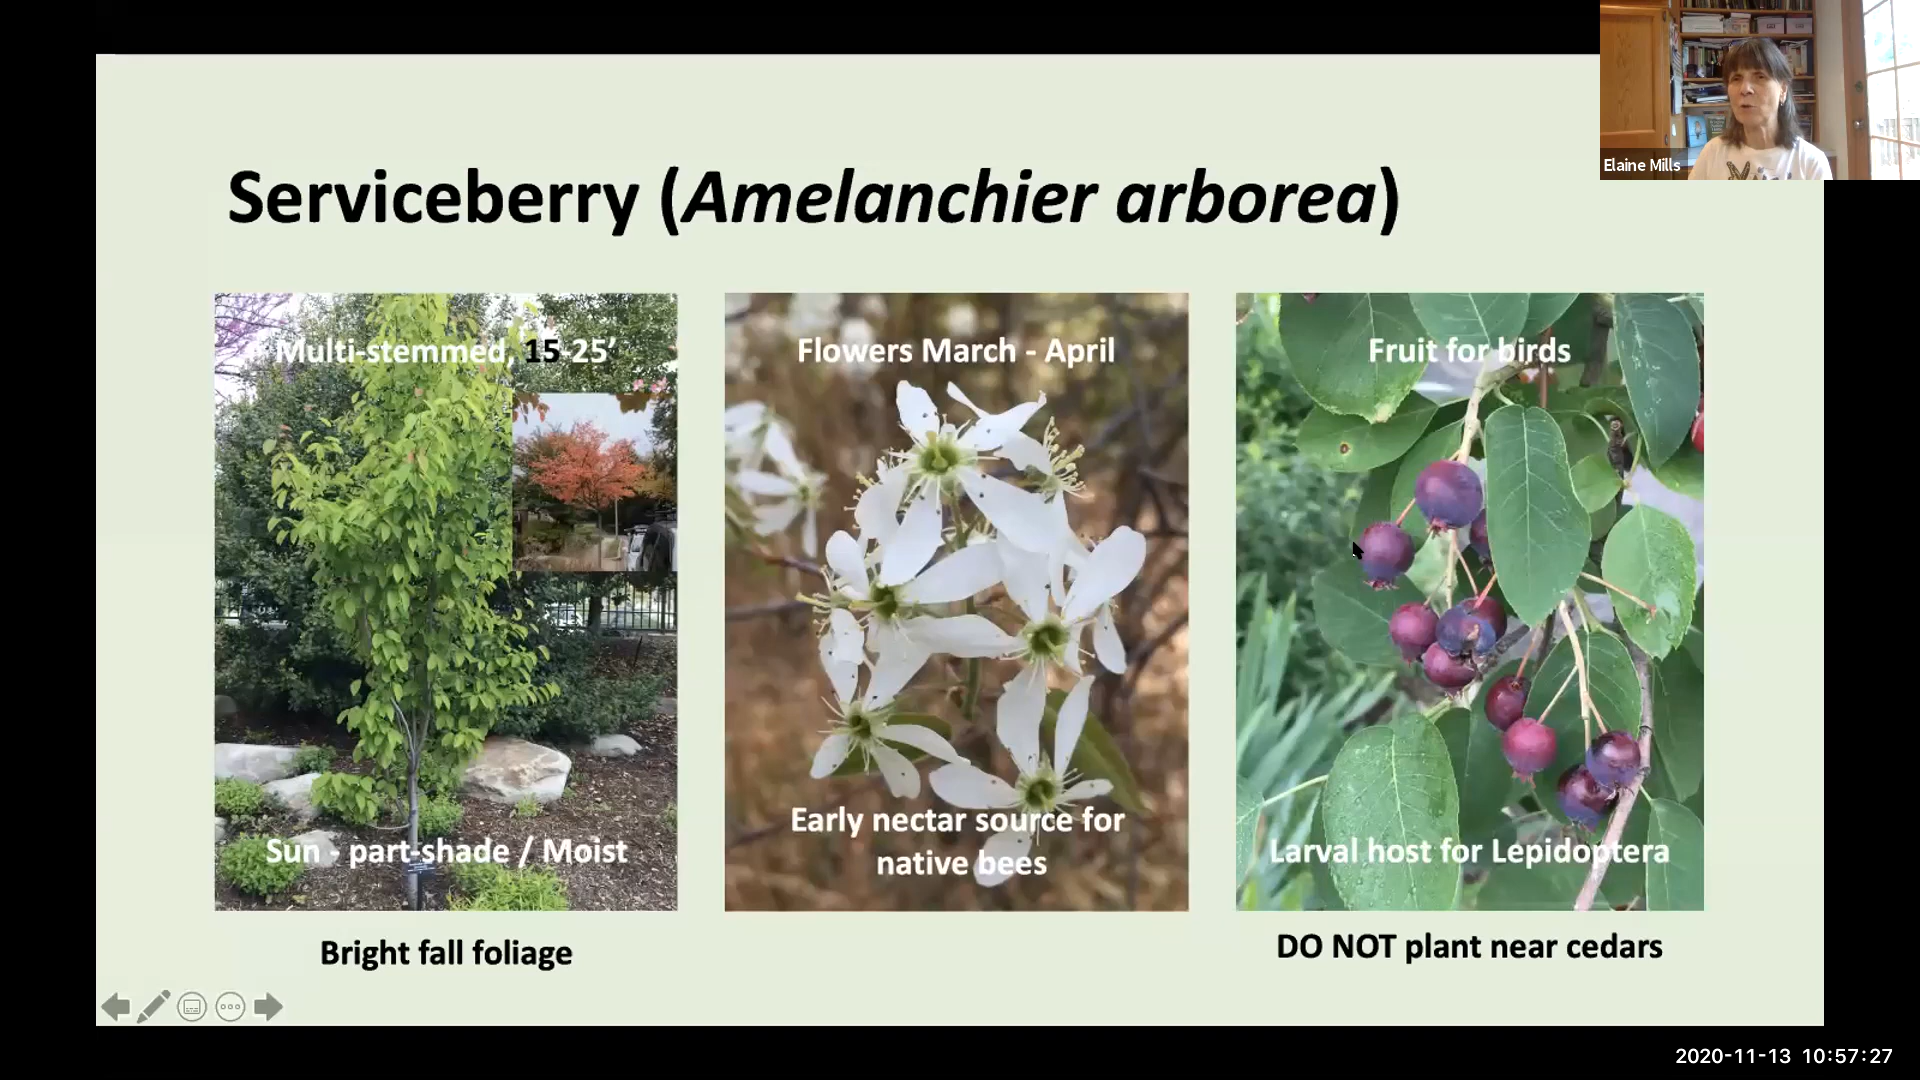 Elaine Mills
Serviceberry (Amelanchier arborea)
Multi-stemmed, 15-25’
Sun - part-shade / Moist
Bright fall foliage
Flowers March - April
Early nectar source for
native bees
Fruit for birds
Larval host for Lepidoptera
DO NOT plant near cedars
2020-11-13 10:57:27